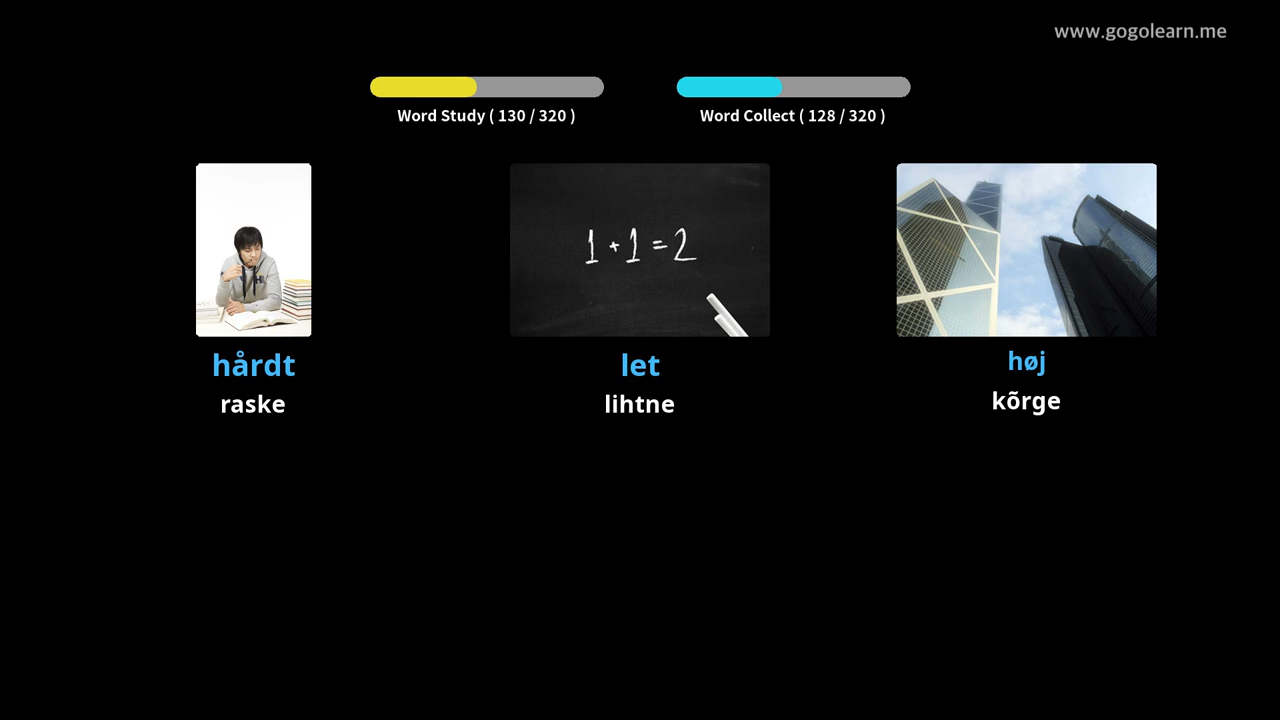 www.gogolearn.me
Word Study ( 130 / 320 )
Word Collect ( 128 / 320 )
1+1=2
hårdt
let
høj
raske
lihtne
kõrge